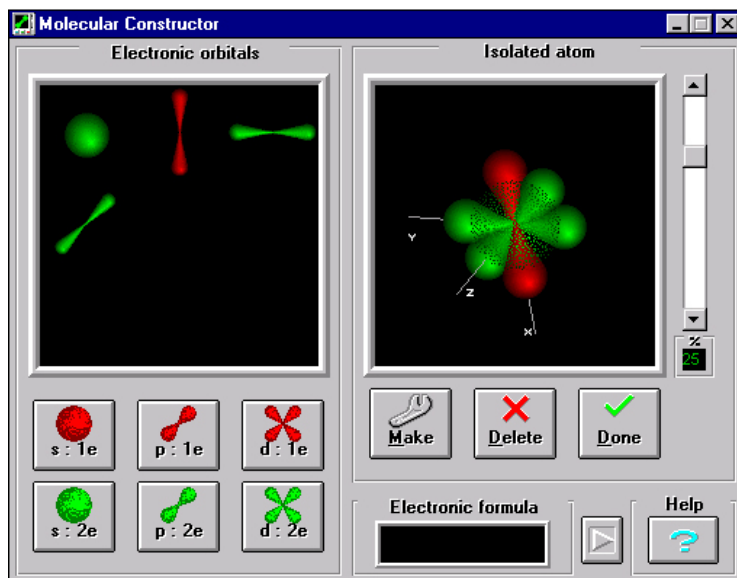 Molecular Constructor
Electronic orbitals
Isolated atom
Y
Z
X
%
25
s : 1e
p : 1e
d : 1e
Make
Delete
Done
s : 2e
p : 2e
d : 2e
Electronic formula
Help
?